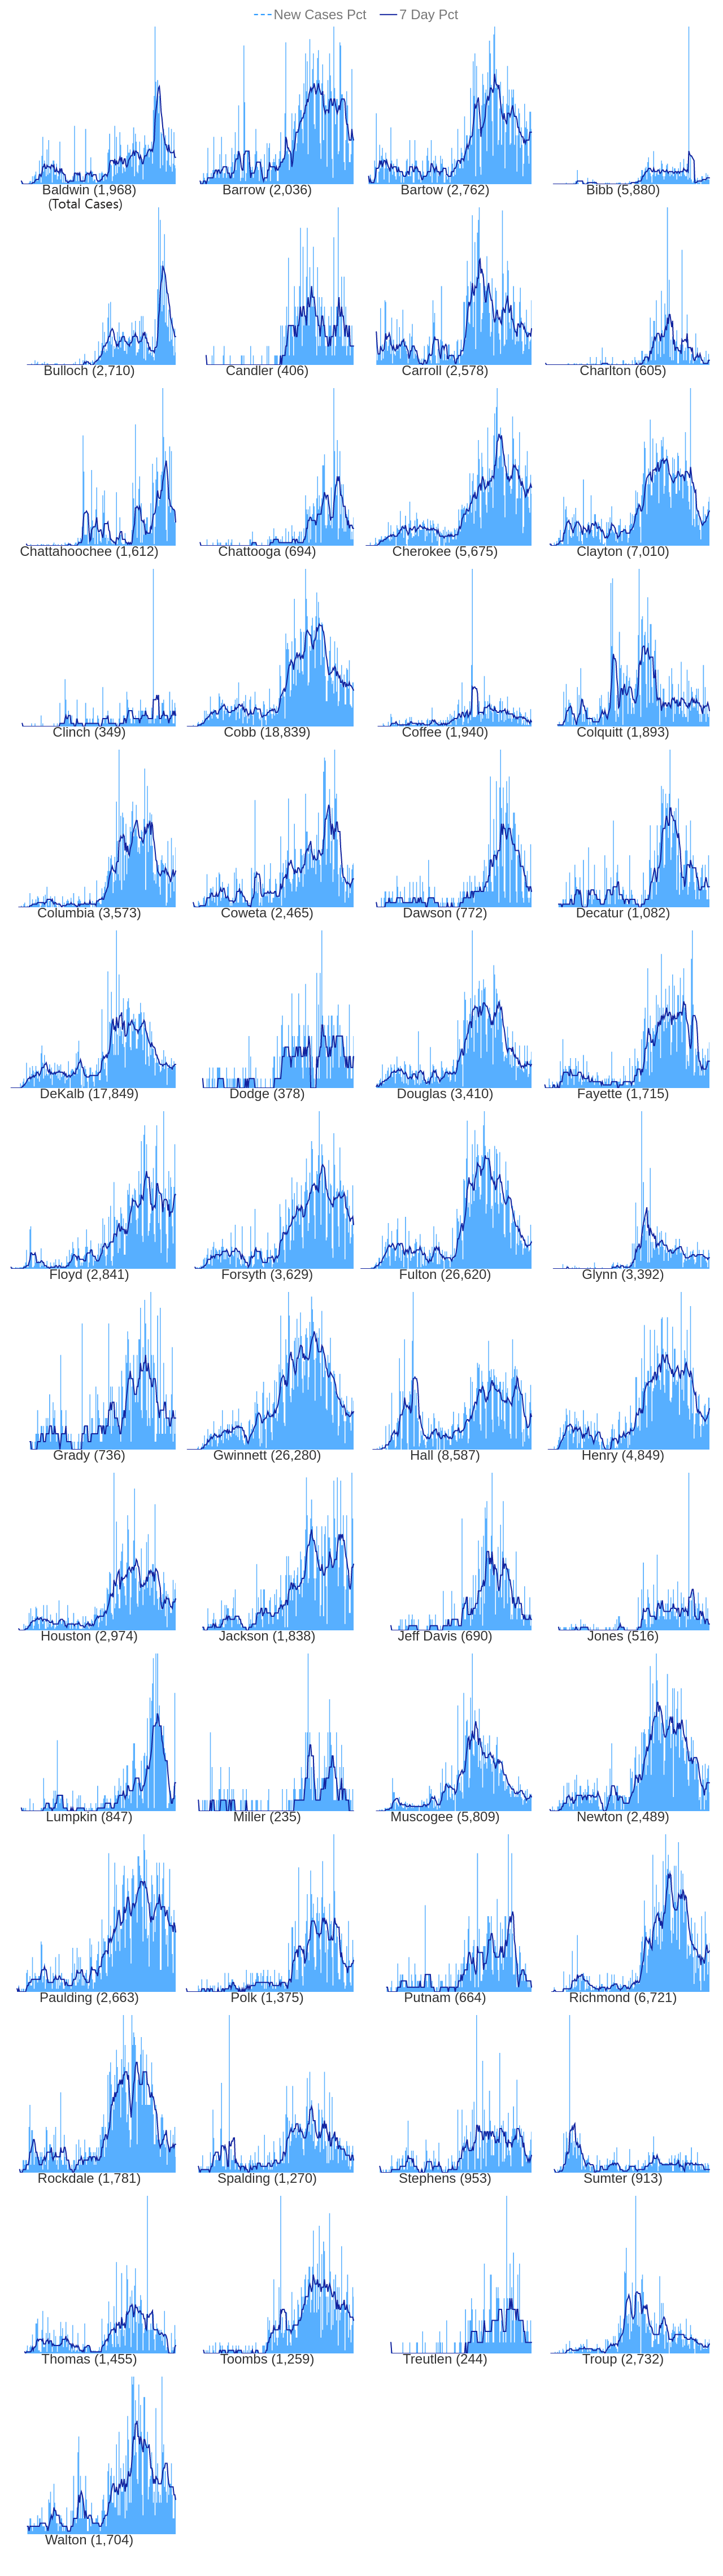 New Cases Pct 7 Day Pct
Baldwin (1,968) Barrow (2,036) Bartow (2,762) Bibb (5,880)
(Total Cases)
Bulloch (2,710) Candler (406) Carroll (2,578) Charlton (605)
Chattahoochee (1,612) Chattooga (694) Cherokee (5,675) Clayton (7,010)
Clinch (349) Cobb (18,839) Coffee (1,940) Colquitt (1,893)
Columbia (3,573) Coweta (2,465) Dawson (772) Decatur (1,082)
DeKalb (17,849) Dodge (378) Douglas (3,410) Fayette (1,715)
Floyd (2,841) Forsyth (3,629) Fulton (26,620) Glynn (3,392)
Grady (736) Gwinnett (26,280) Hall (8,587) Henry (4,849)
Houston (2,974) Jackson (1,838) Jeff Davis (690) Jones (516)
Lumpkin (847) Miller (235) Muscogee (5,809) Newton (2,489)
Paulding (2,663) Polk (1,375) Putnam (664) Richmond (6,721)
Rockdale (1,781) Spalding (1,270) Stephens (953) Sumter (913)
Thomas (1,455) Toombs (1,259) Treutlen (244) Troup (2,732)
Walton (1,704)